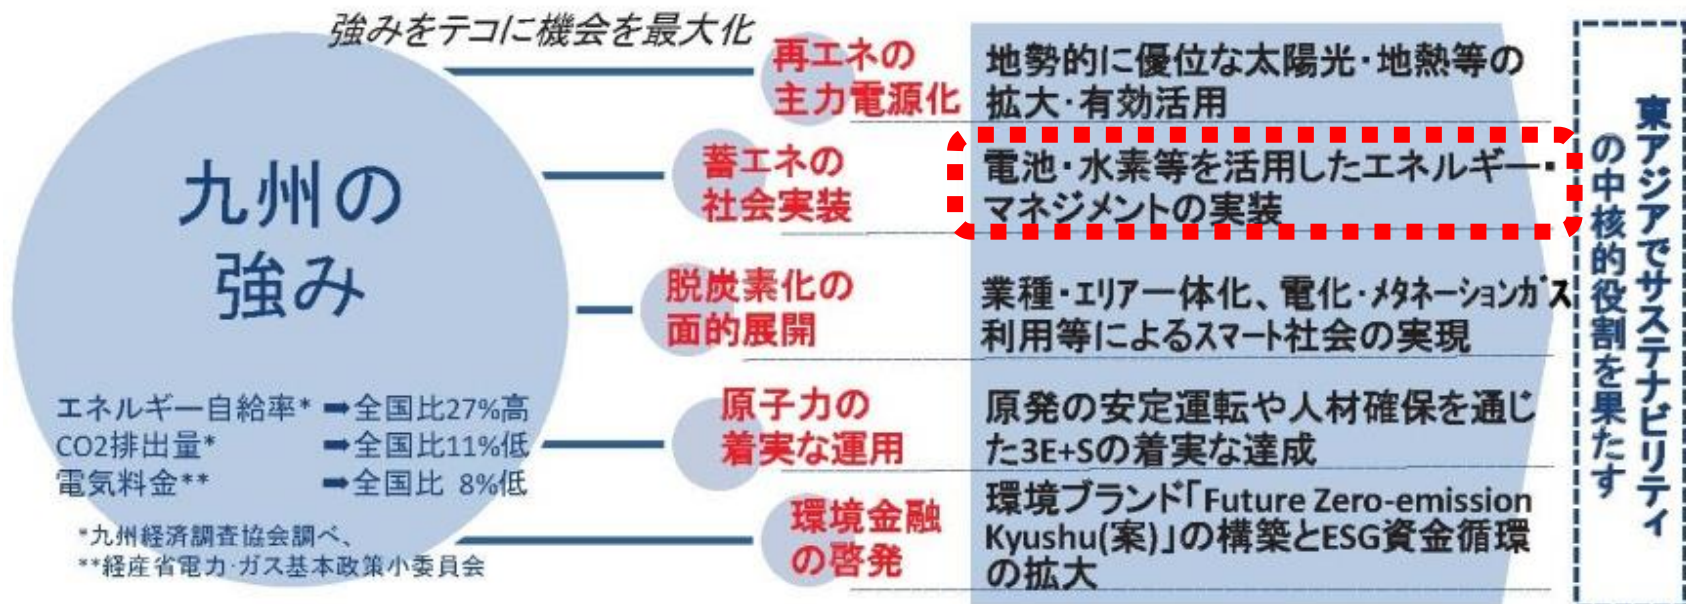 強みをテコに機会を最大化
九州の
強み
エネルギー自給率* ➡全国比27%高
CO2排出量* ➡全国比11%低
電気料金** ➡全国比 8%低
*九州経済調査協会調べ、
**経産省電力・ガス基本政策小委員会
再エネの
主力電源化
地勢的に優位な太陽光・地熱等の
拡大・有効活用
蓄エネの
社会実装
電池・水素等を活用したエネルギー・
マネジメントの実装
脱炭素化の
面的展開
業種・エリア一体化、電化・メタネーションガス
利用等によるスマート社会の実現
原子力の
着実な運用
原発の安定運転や人材確保を通じ
た3E+Sの着実な達成
環境金融
の啓発
環境ブランド「Future Zero-emission
Kyushu(案)」の構築とESG資金循環
の拡大
東アジアでサステナビリティ
の中核的役割を果たす